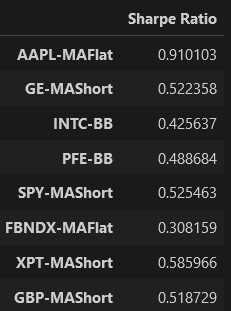 Sharpe Ratio
AAPL-MAFlat 0.910103
GE-MAShort 0.522358
INTC-BB 0.425637
PFE-BB 0.488684
SPY-MAShort 0.525463
FBNDX-MAFlat 0.308159
XPT-MAShort 0.585966
GBP-MAShort 0.518729